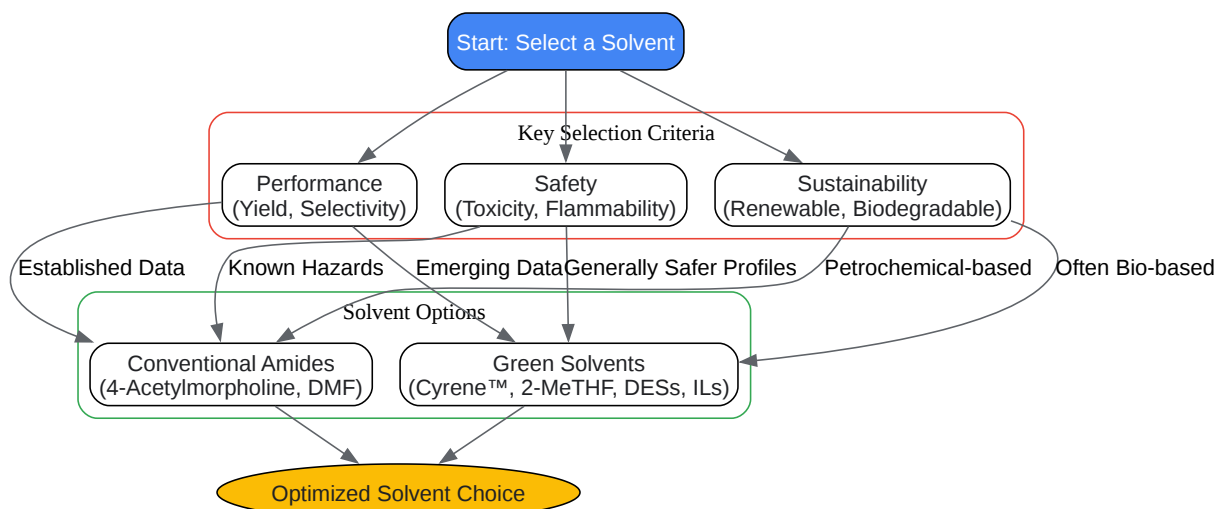 Start: Select a Solvent
Key Selection Criteria
Performance
(Yield, Selectivity)
Safety
(Toxicity, Flammability)
Sustainability
(Renewable, Biodegradable)
Established Data
Known Hazards
Emerging Data
Generally Safer Profiles
Petrochemical-based
Often Bio-based
Solvent Options
Conventional Amides
(4-Acetylmorpholine, DMF)
Green Solvents
(Cyrene™, 2-MeTHF, DESs, ILs)
Optimized Solvent Choice